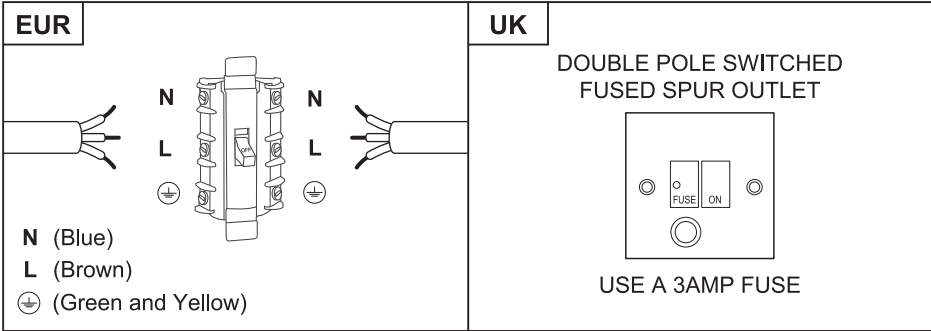 EUR
N
N
L
L
OFF
N (Blue)
L (Brown)
(Green and Yellow)
UK
DOUBLE POLE SWITCHED
FUSED SPUR OUTLET
FUSE ON
USE A 3AMP FUSE